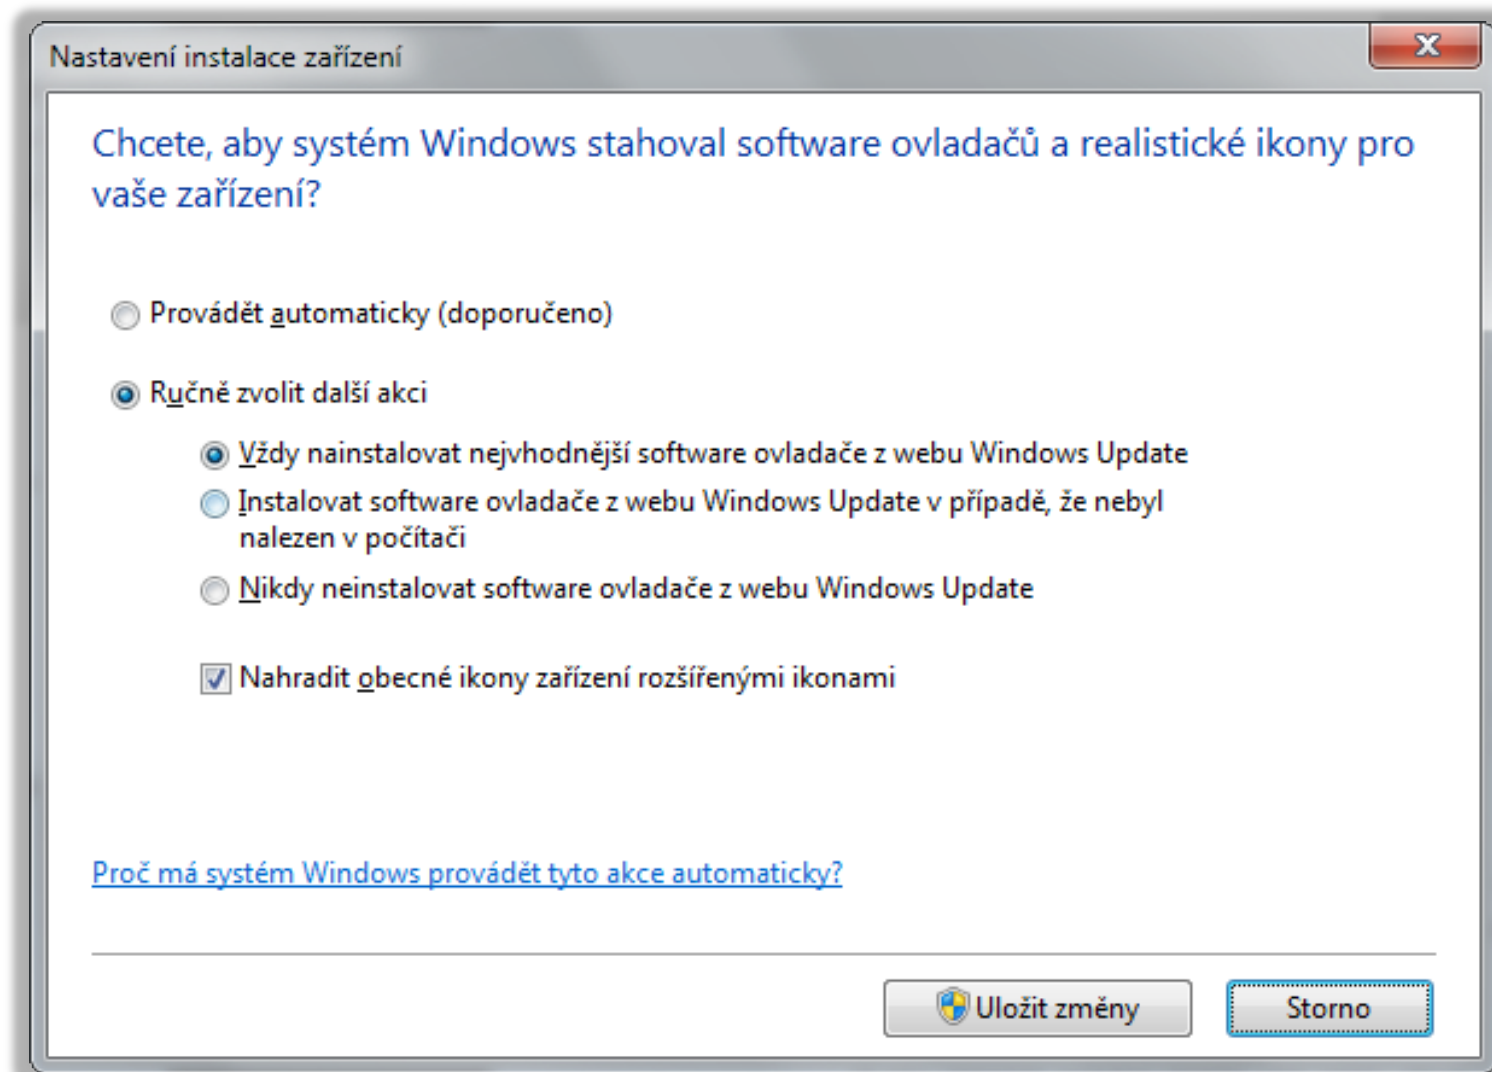 Nastavení instalace zařízení
Chcete, aby systém Windows stahoval software ovladačů a realistické ikony pro
vaše zařízení?
Provádět automaticky (doporučeno)
Ručně zvolit další akci
Vždy nainstalovat nejvhodnější software ovladače z webu Windows Update
Instalovat software ovladače z webu Windows Update v případě, že nebyl
nalezen v počítači
Nikdy neinstalovat software ovladače z webu Windows Update
Nahradit obecné ikony zařízení rozšířenými ikonami
Proč má systém Windows provádět tyto akce automaticky?
Uložit změny
Storno